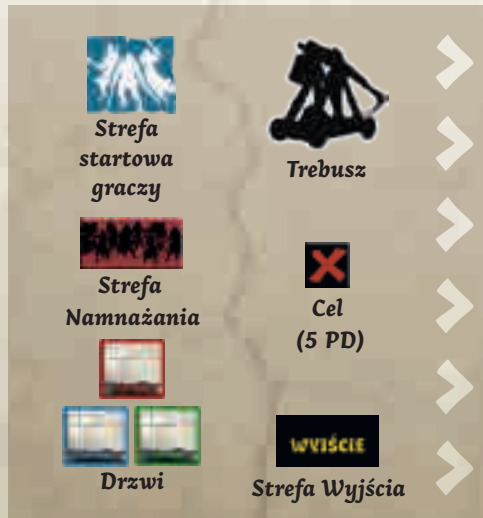 Strefa
startowa
graczy
Trebusz
Strefa
Namnażania
Cel
(5 PD)
Drzwi
WYJŚCIE
Strefa Wyjścia